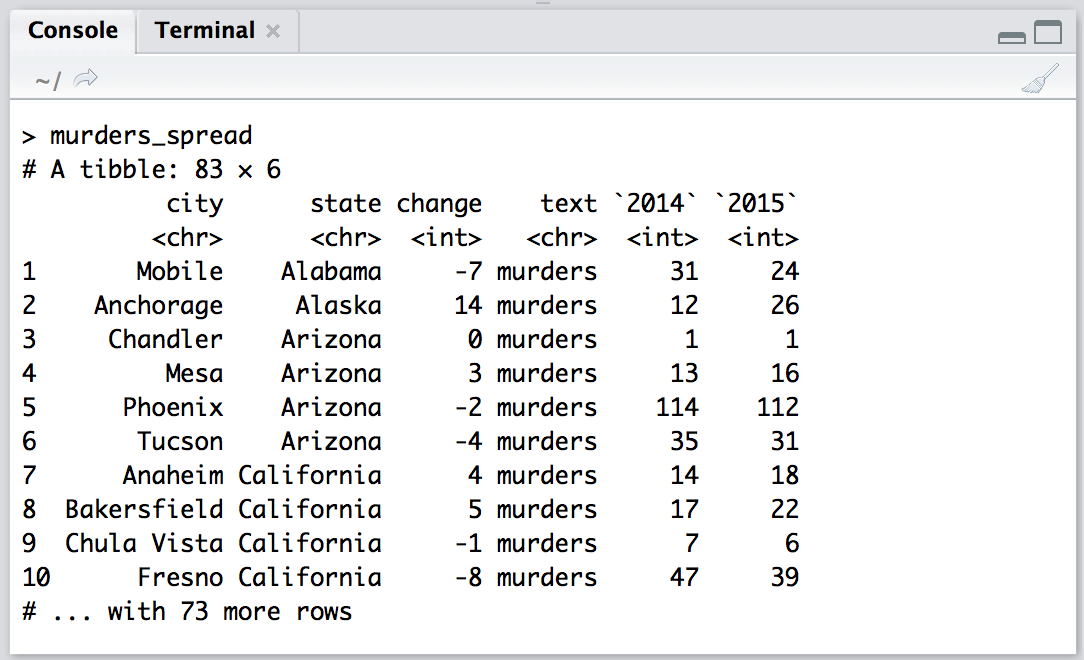 Console Terminal
~/
> murders_spread
# A tibble: 83 × 6
city state change text `2014` `2015`
<chr> <chr> <int> <chr> <int> <int>
1 Mobile Alabama -7 murders 31 24
2 Anchorage Alaska 14 murders 12 26
3 Chandler Arizona 0 murders 1 1
4 Mesa Arizona 3 murders 13 16
5 Phoenix Arizona -2 murders 114 112
6 Tucson Arizona -4 murders 35 31
7 Anaheim California 4 murders 14 18
8 Bakersfield California 5 murders 17 22
9 Chula Vista California -1 murders 7 6
10 Fresno California -8 murders 47 39
# ... with 73 more rows